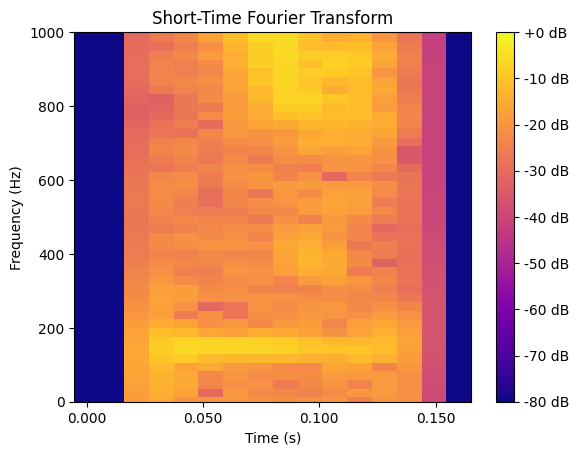 Short-Time Fourier Transform
1000
800
600
400
200
0
Frequency (Hz)
0.000
0.050
0.100
0.150
Time (s)
+0 dB
-10 dB
-20 dB
-30 dB
-40 dB
-50 dB
-60 dB
-70 dB
-80 dB